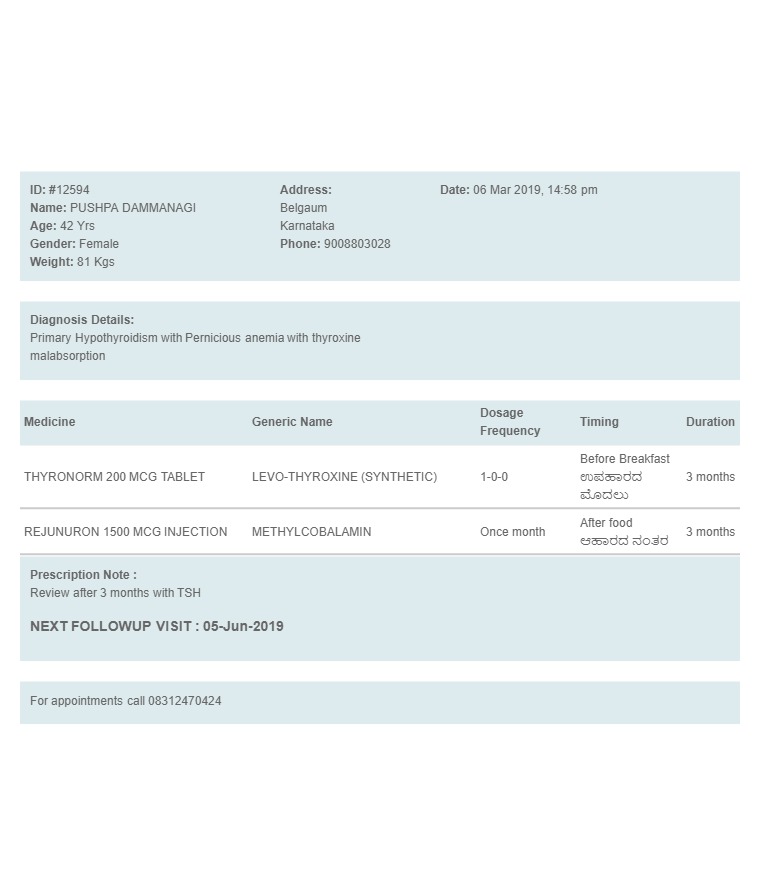 ID: #12594
Name: PUSHPA DAMMANAGI
Age: 42 Yrs
Gender: Female
Weight: 81 Kgs
Address:
Belgaum
Karnataka
Phone: 9008803028
Date: 06 Mar 2019, 14:58 pm
Diagnosis Details:
Primary Hypothyroidism with Pernicious anemia with thyroxine
malabsorption
Medicine Generic Name Dosage Frequency Timing Duration
THYRONORM 200 MCG TABLET LEVO-THYROXINE (SYNTHETIC) 1-0-0 Before Breakfast ಉಪಹಾರದ ಮೊದಲು 3 months
REJUNURON 1500 MCG INJECTION METHYLCOBALAMIN Once month After food ಆಹಾರದ ನಂತರ 3 months
Prescription Note :
Review after 3 months with TSH
NEXT FOLLOWUP VISIT : 05-Jun-2019
For appointments call 08312470424